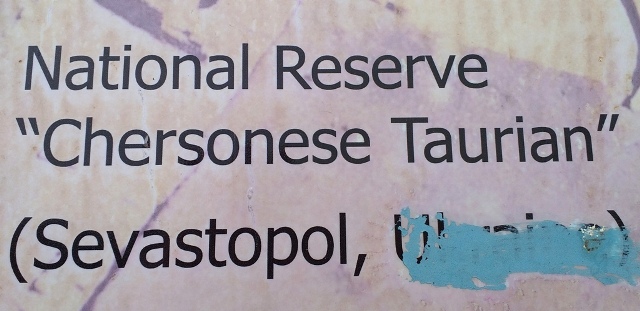 National Reserve
“Chersonese Taurian”
(Sevastopol,